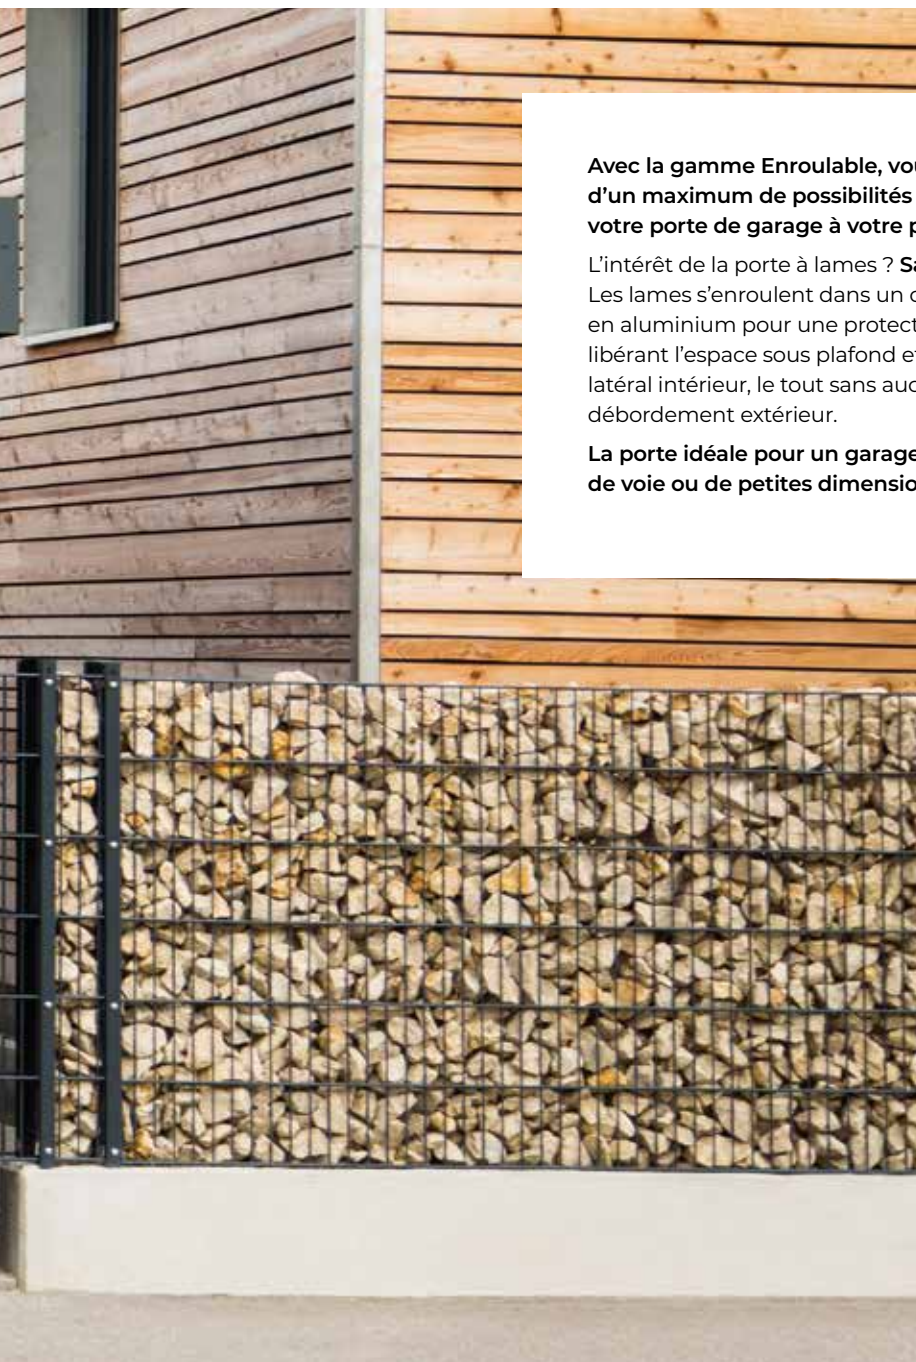 Avec la gamme Enroulable,
d’un maximum de possibilités
votre porte de garage à votre
L’intérêt de la porte à lames ?
Les lames s’enroulent dans un
en aluminium pour une
libérant l’espace sous plafond
latéral intérieur, le tout sans
débordement extérieur.
La porte idéale pour un garage
de voie ou de petites